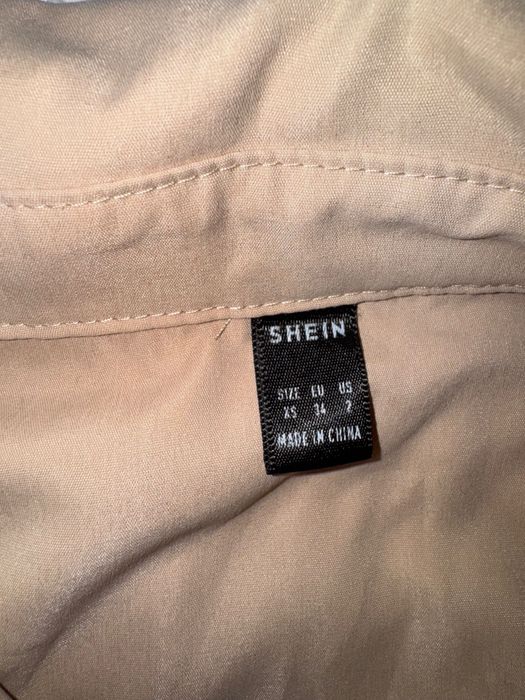 SHEIN
SIZE EU US
XS 34 2
MADE IN CHINA